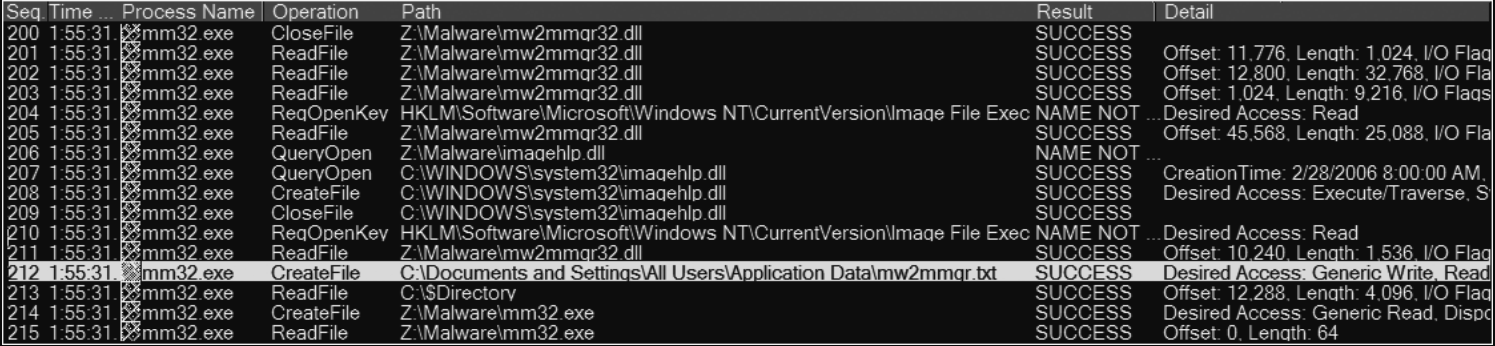 Seq. Time ... Process Name Operation Path Result Detail
200 1:55:31. mm32.exe CloseFile Z:\Malware\mw2mmgr32.dll SUCCESS
201 1:55:31. mm32.exe ReadFile Z:\Malware\mw2mmgr32.dll SUCCESS Offset: 11,776, Length: 1,024, I/O Flag
202 1:55:31. mm32.exe ReadFile Z:\Malware\mw2mmgr32.dll SUCCESS Offset: 12,800, Length: 32,768, I/O Fla
203 1:55:31. mm32.exe ReadFile Z:\Malware\mw2mmgr32.dll SUCCESS Offset: 1,024, Length: 9,216, I/O Flags
204 1:55:31. mm32.exe RegOpenKey HKLM\Software\Microsoft\Windows NT\CurrentVersion\Image File Exec NAME NOT ... Desired Access: Read
205 1:55:31. mm32.exe ReadFile Z:\Malware\mw2mmgr32.dll SUCCESS Offset: 45,568, Length: 25,088, I/O Fla
206 1:55:31. mm32.exe QueryOpen Z:\Malware\imagehlp.dll NAME NOT ...
207 1:55:31. mm32.exe QueryOpen C:\WINDOWS\system32\imagehlp.dll SUCCESS CreationTime: 2/28/2006 8:00:00 AM,
208 1:55:31. mm32.exe CreateFile C:\WINDOWS\system32\imagehlp.dll SUCCESS Desired Access: Execute/Traverse, S
209 1:55:31. mm32.exe CloseFile C:\WINDOWS\system32\imagehlp.dll SUCCESS
210 1:55:31. mm32.exe RegOpenKey HKLM\Software\Microsoft\Windows NT\CurrentVersion\Image File Exec NAME NOT ... Desired Access: Read
211 1:55:31. mm32.exe ReadFile Z:\Malware\mw2mmgr32.dll SUCCESS Offset: 10,240, Length: 1,536, I/O Flag
212 1:55:31. mm32.exe CreateFile C:\Documents and Settings\All Users\Application Data\mw2mmgr.txt SUCCESS Desired Access: Generic Write, Read
213 1:55:31. mm32.exe ReadFile C:\$Directory SUCCESS Offset: 12,288, Length: 4,096, I/O Flag
214 1:55:31. mm32.exe CreateFile Z:\Malware\mm32.exe SUCCESS Desired Access: Generic Read, Dispo
215 1:55:31. mm32.exe ReadFile Z:\Malware\mm32.exe SUCCESS Offset: 0, Length: 64